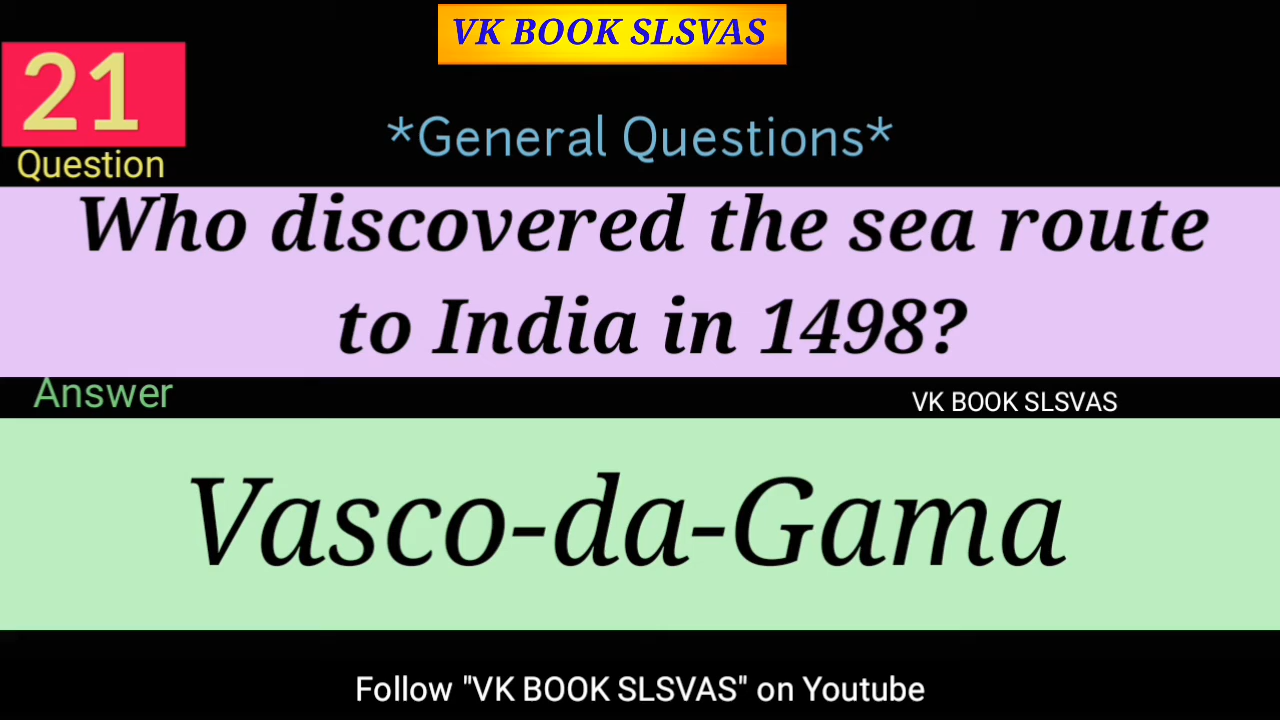 VK BOOK SLSVAS
21
Question
*General Questions*
Who discovered the sea route
to India in 1498?
Answer
VK BOOK SLSVAS
Vasco-da-Gama
Follow "VK BOOK SLSVAS" on Youtube